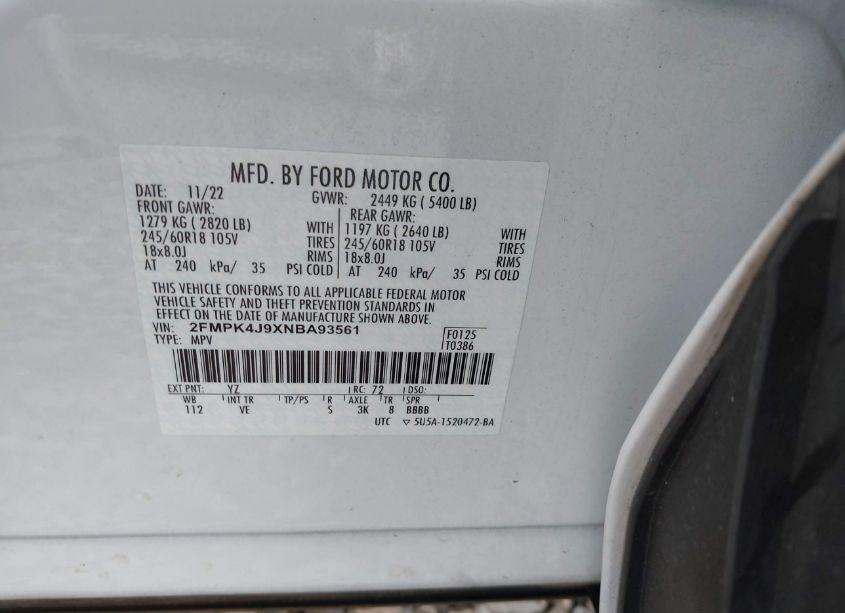 MFD. BY FORD MOTOR CO.
DATE: 11/22 GVWR: 2449 KG ( 5400 LB)
FRONT GAWR: REAR GAWR:
1279 KG ( 2820 LB) WITH 1197 KG ( 2640 LB) WITH
245/60R18 105V TIRES 245/60R18 105V TIRES
18x8.0J RIMS 18x8.0J RIMS
AT 240 kPa/ 35 PSI COLD AT 240 kPa/ 35 PSI COLD
THIS VEHICLE CONFORMS TO ALL APPLICABLE FEDERAL MOTOR
VEHICLE SAFETY AND THEFT PREVENTION STANDARDS IN
EFFECT ON THE DATE OF MANUFACTURE SHOWN ABOVE.
VIN: 2FMPK4J9XNBA93561 F0125
TYPE: MPV T0386
EXT PNT: YZ RC: 72 DSO:
WB INT TR TP/PS R AXLE TR SPR
112 VE S 3K 8 BBBB
UTC ▽ 5U5A-1520472-BA